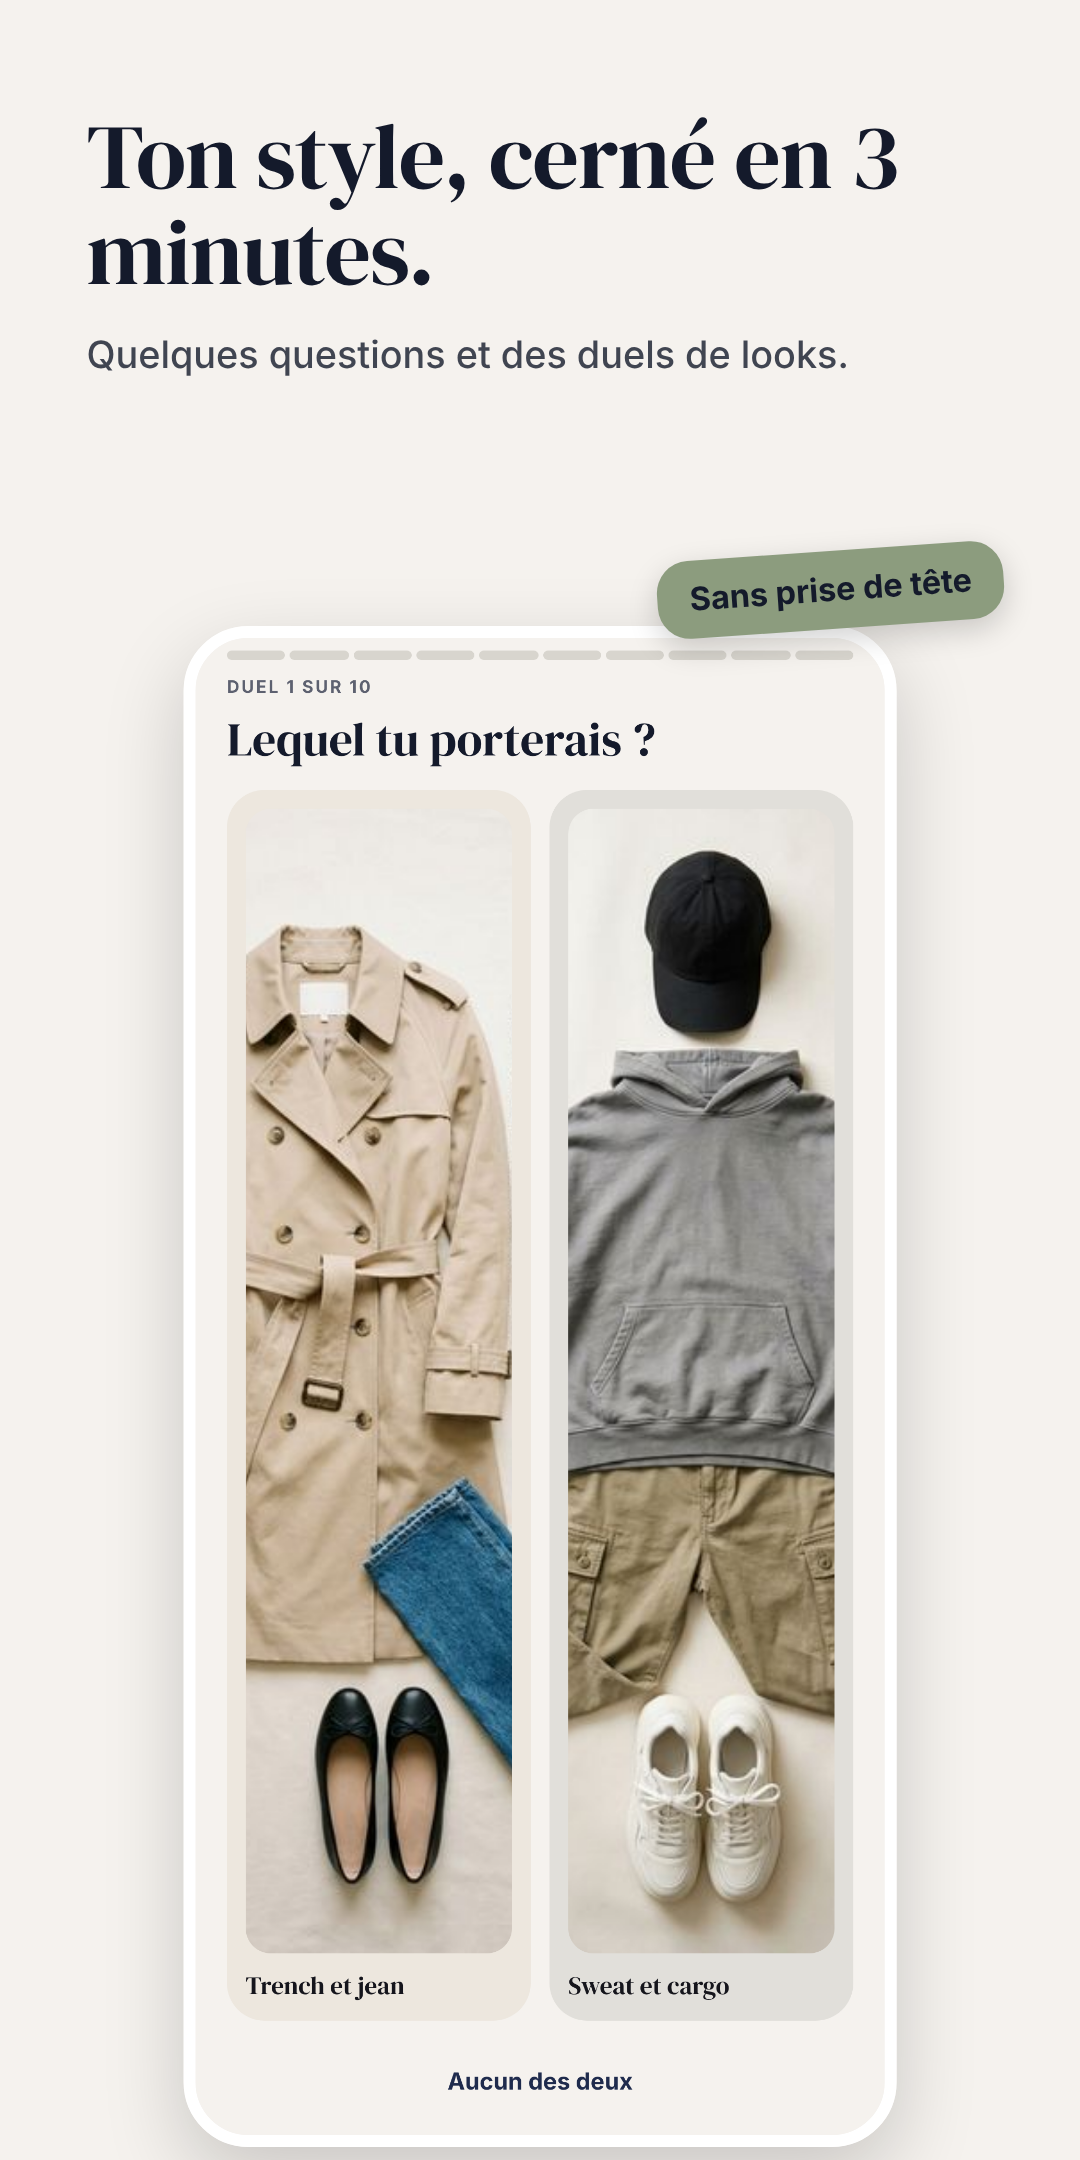 Ton style, cerné en 3
minutes.
Quelques questions et des duels de looks.
Sans prise de tête
DUEL 1 SUR 10
Lequel tu porterais ?
Trench et jean
Sweat et cargo
Aucun des deux